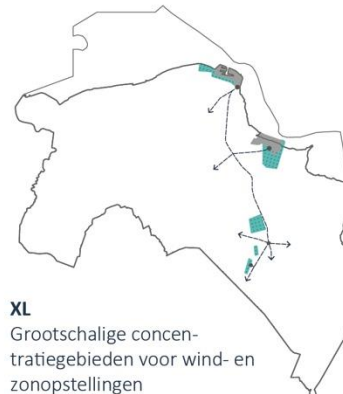 XL
Grootschalige concen-
tratiegebieden voor wind- en
zonopstellingen